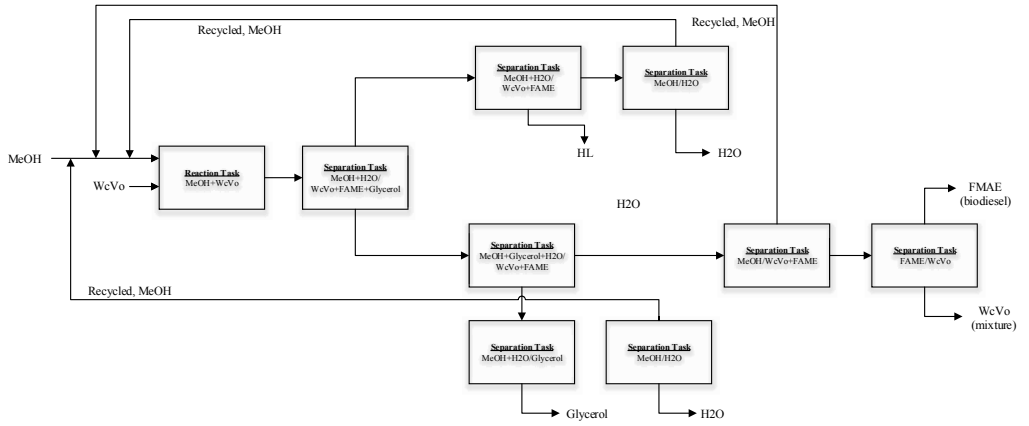 Recycled, MeOH
Recycled, MeOH
Separation Task
MeOH+H2O/
WcVo+FAME
Separation Task
MeOH/H2O
HL
H2O
MeOH
WcVo
Reaction Task
MeOH+WcVo
Separation Task
MeOH+H2O/
WcVo+FAME+Glycerol
H2O
FMAE
(biodiesel)
Separation Task
MeOH+Glycerol+H2O/
WcVo+FAME
Separation Task
MeOH/WcVo+FAME
Separation Task
FAME/WcVo
Recycled, MeOH
WcVo
(mixture)
Separation Task
MeOH+H2O/Glycerol
Separation Task
MeOH/H2O
Glycerol
H2O